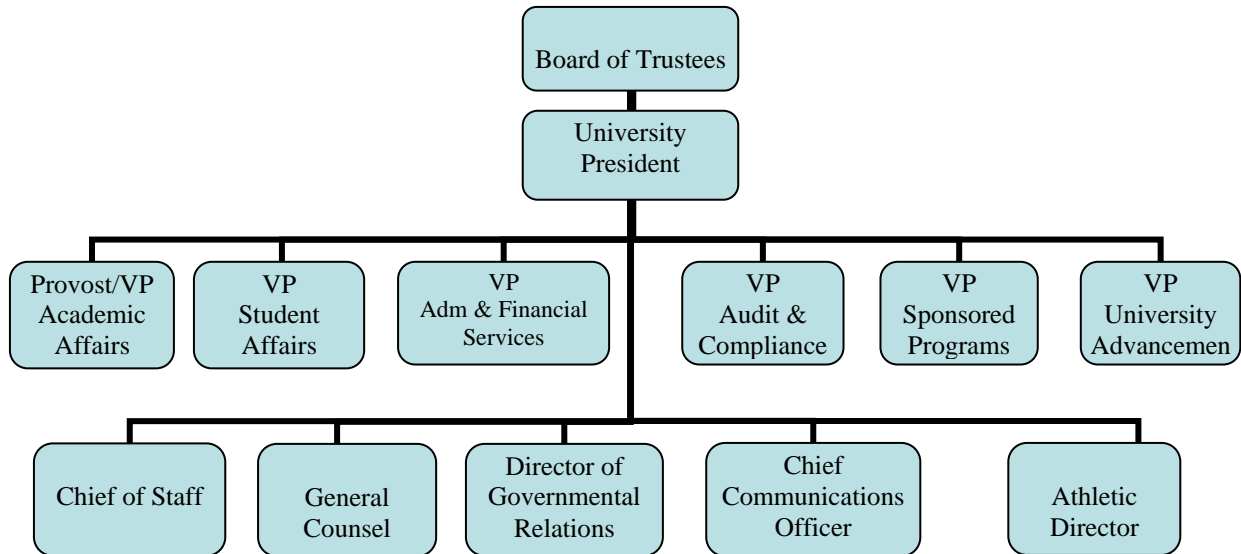 Board of Trustees
University
President
Provost/VP
Academic
Affairs
VP
Student
Affairs
VP
Adm & Financial
Services
VP
Audit &
Compliance
VP
Sponsored
Programs
VP
University
Advancemen
Chief of Staff
General
Counsel
Director of
Governmental
Relations
Chief
Communications
Officer
Athletic
Director